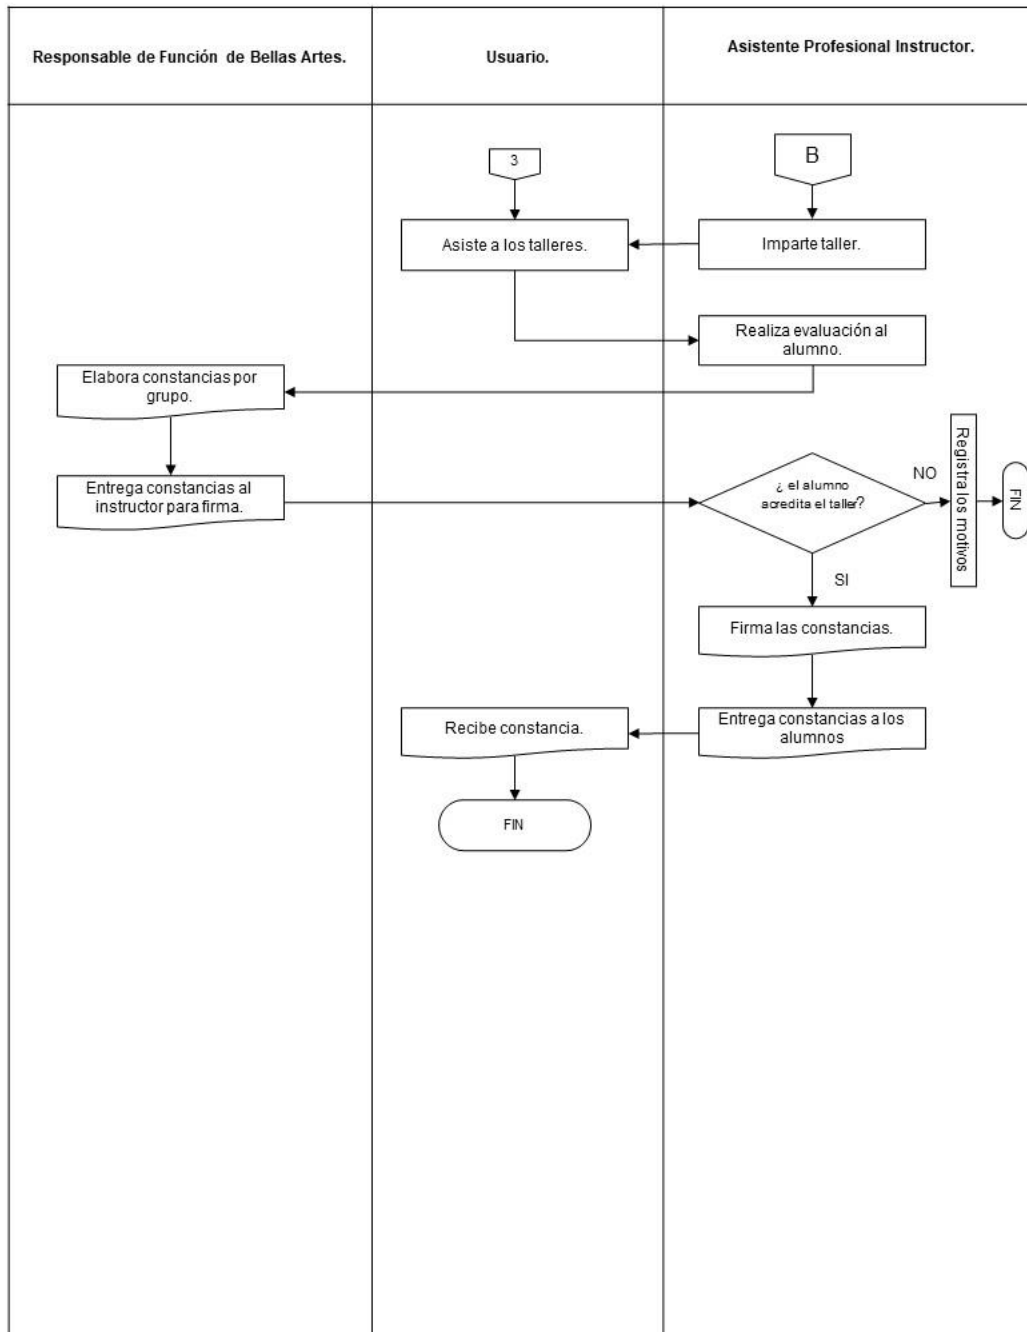 Responsable de Función de Bellas Artes.
Usuario.
Asistente Profesional Instructor.
3
B
Asiste a los talleres.
Imparte taller.
Realiza evaluación al
alumno.
Elabora constancias por
grupo.
Entrega constancias al
instructor para firma.
¿ el alumno
acredita el taller?
NO
Registra los motivos
FIN
SI
Firma las constancias.
Entrega constancias a los
alumnos
Recibe constancia.
FIN